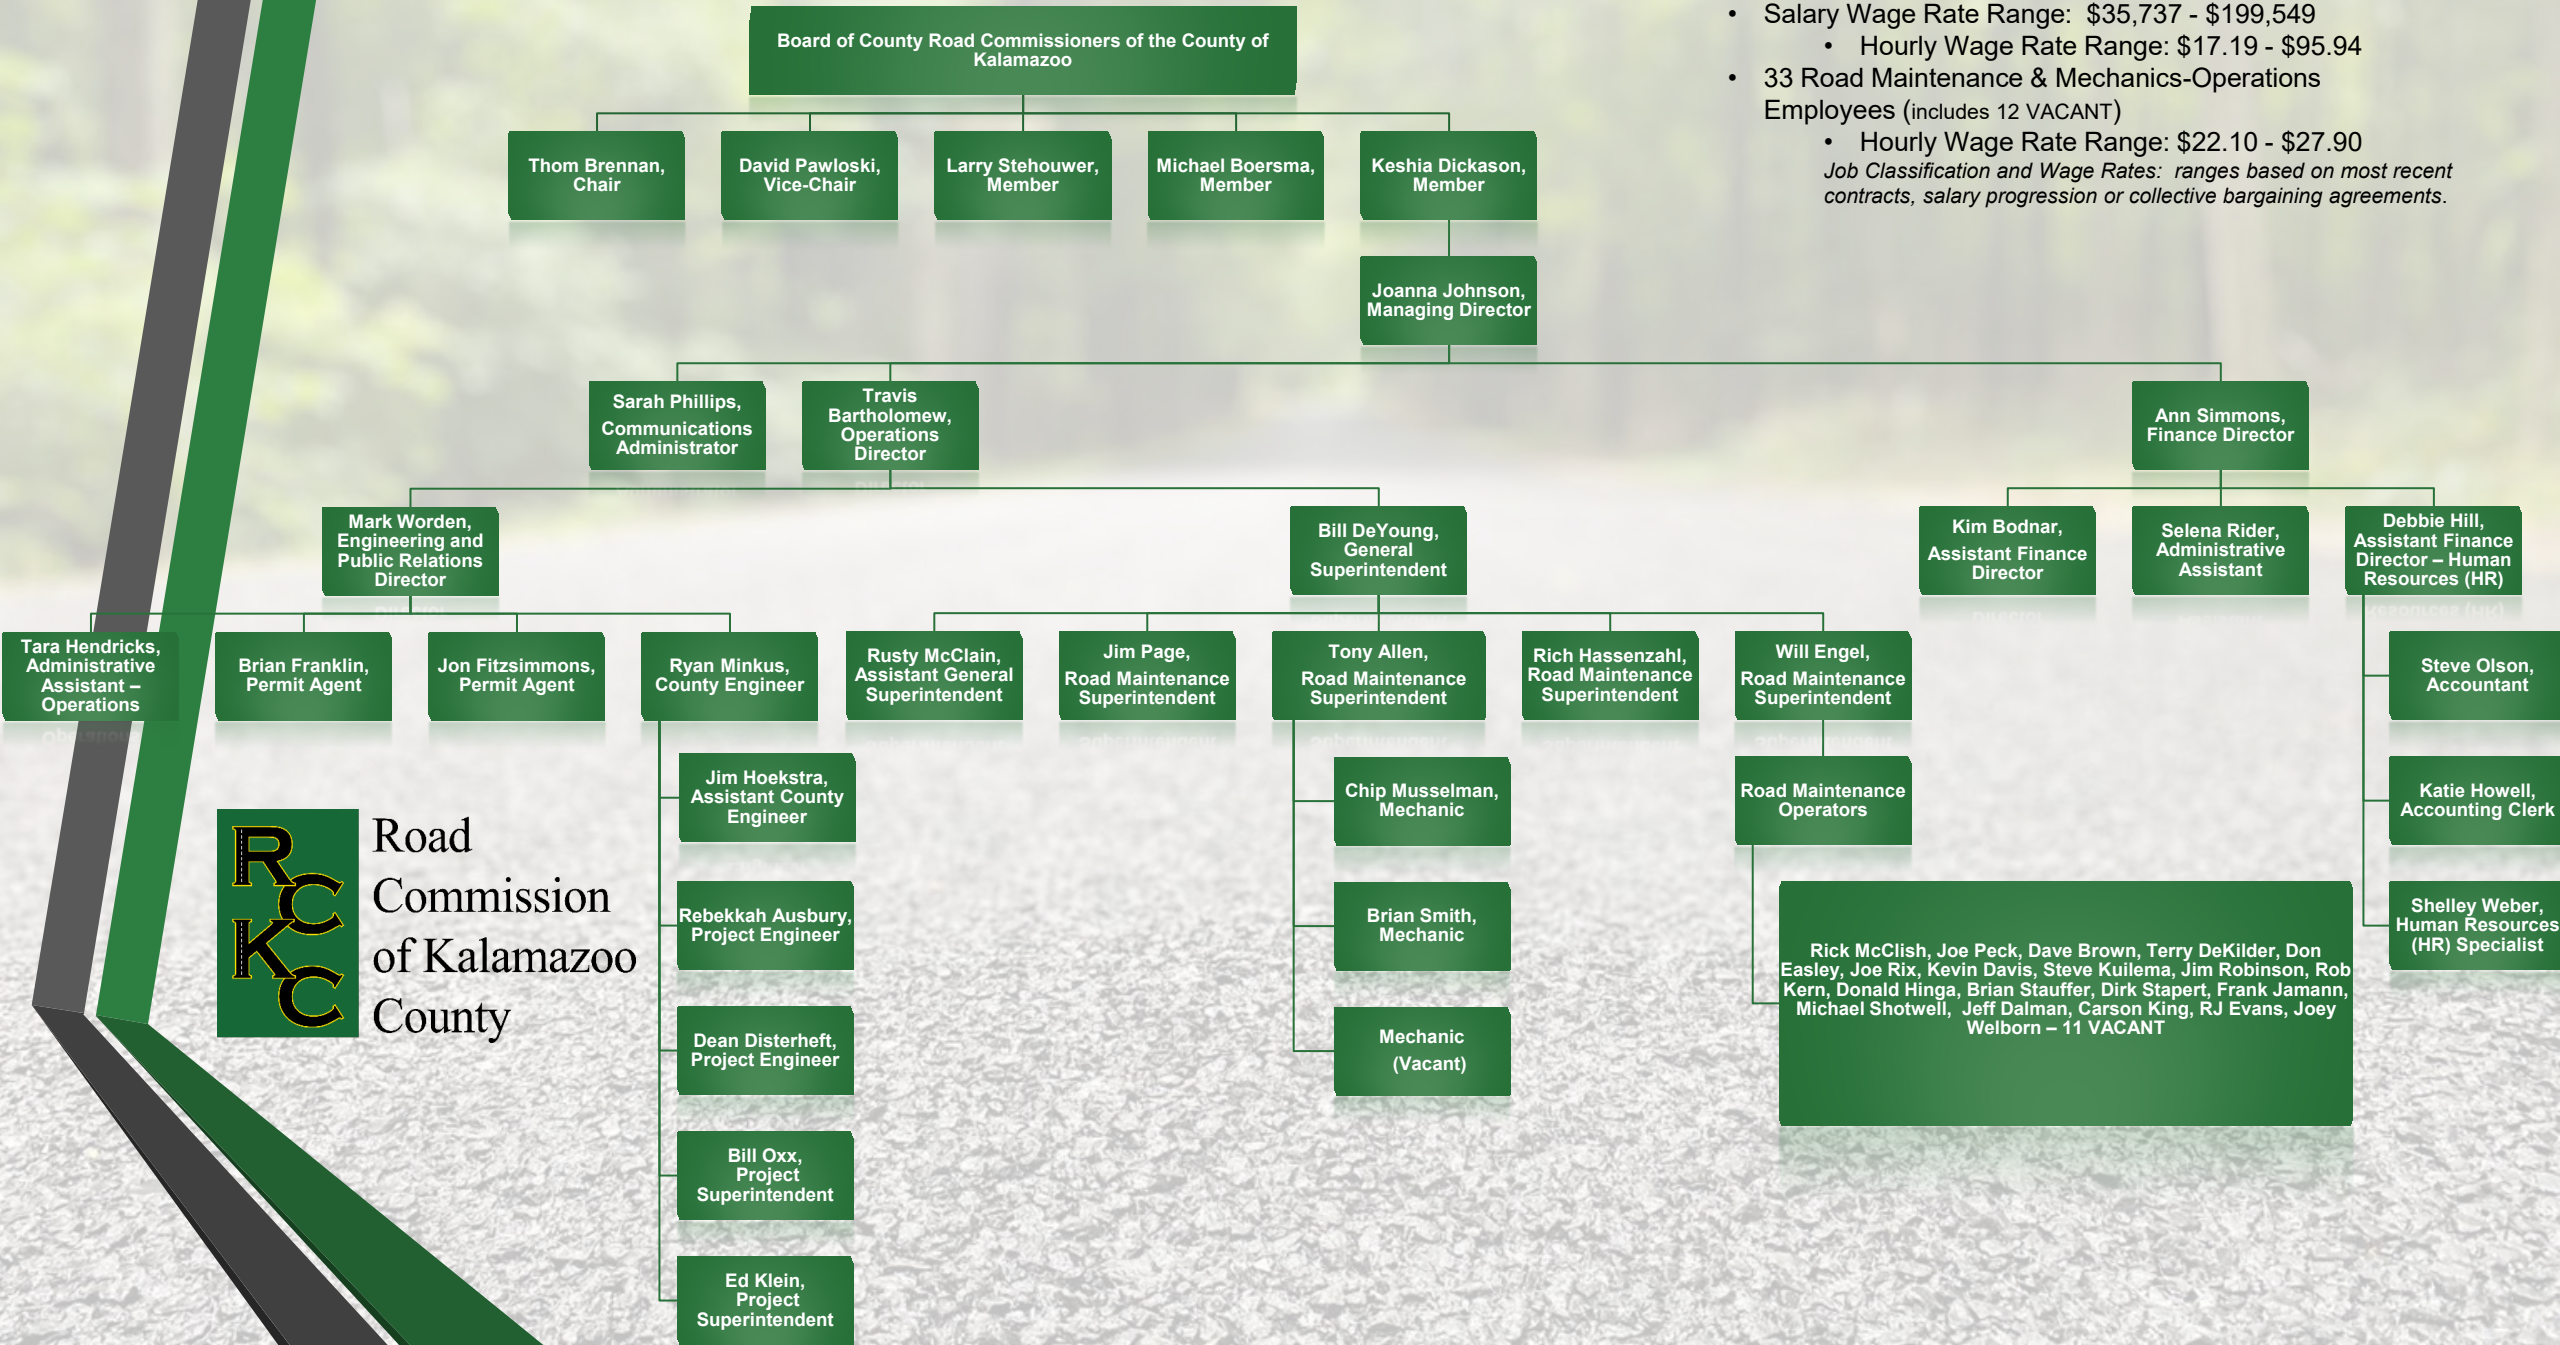 • Salary Wage Rate Range: $35,737 - $199,549
• Hourly Wage Rate Range: $17.19 - $95.94
• 33 Road Maintenance & Mechanics-Operations
Employees (includes 12 VACANT)
• Hourly Wage Rate Range: $22.10 - $27.90
Job Classification and Wage Rates: ranges based on most recent
contracts, salary progression or collective bargaining agreements.
Board of County Road Commissioners of the County of
Kalamazoo
Thom Brennan,
Chair
David Pawloski,
Vice-Chair
Larry Stehouwer,
Member
Michael Boersma,
Member
Keshia Dickason,
Member
Joanna Johnson,
Managing Director
Sarah Phillips,
Communications
Administrator
Travis
Bartholomew,
Operations
Director
Ann Simmons,
Finance Director
Mark Worden,
Engineering and
Public Relations
Director
Bill DeYoung,
General
Superintendent
Kim Bodnar,
Assistant Finance
Director
Selena Rider,
Administrative
Assistant
Debbie Hill,
Assistant Finance
Director – Human
Resources (HR)
Tara Hendricks,
Administrative
Assistant –
Operations
Brian Franklin,
Permit Agent
Jon Fitzsimmons,
Permit Agent
Ryan Minkus,
County Engineer
Rusty McClain,
Assistant General
Superintendent
Jim Page,
Road Maintenance
Superintendent
Tony Allen,
Road Maintenance
Superintendent
Rich Hassenzahl,
Road Maintenance
Superintendent
Will Engel,
Road Maintenance
Superintendent
Steve Olson,
Accountant
Jim Hoekstra,
Assistant County
Engineer
Chip Musselman,
Mechanic
Road Maintenance
Operators
Katie Howell,
Accounting Clerk
Rebekkah Ausbury,
Project Engineer
Brian Smith,
Mechanic
Rick McClish, Joe Peck, Dave Brown, Terry DeKilder, Don
Easley, Joe Rix, Kevin Davis, Steve Kuilema, Jim Robinson, Rob
Kern, Donald Hinga, Brian Stauffer, Dirk Stapert, Frank Jamann,
Michael Shotwell, Jeff Dalman, Carson King, RJ Evans, Joey
Welborn – 11 VACANT
Shelley Weber,
Human Resources
(HR) Specialist
Dean Disterheft,
Project Engineer
Mechanic
(Vacant)
Bill Oxx,
Project
Superintendent
Ed Klein,
Project
Superintendent
RCKC
Road
Commission
of Kalamazoo
County